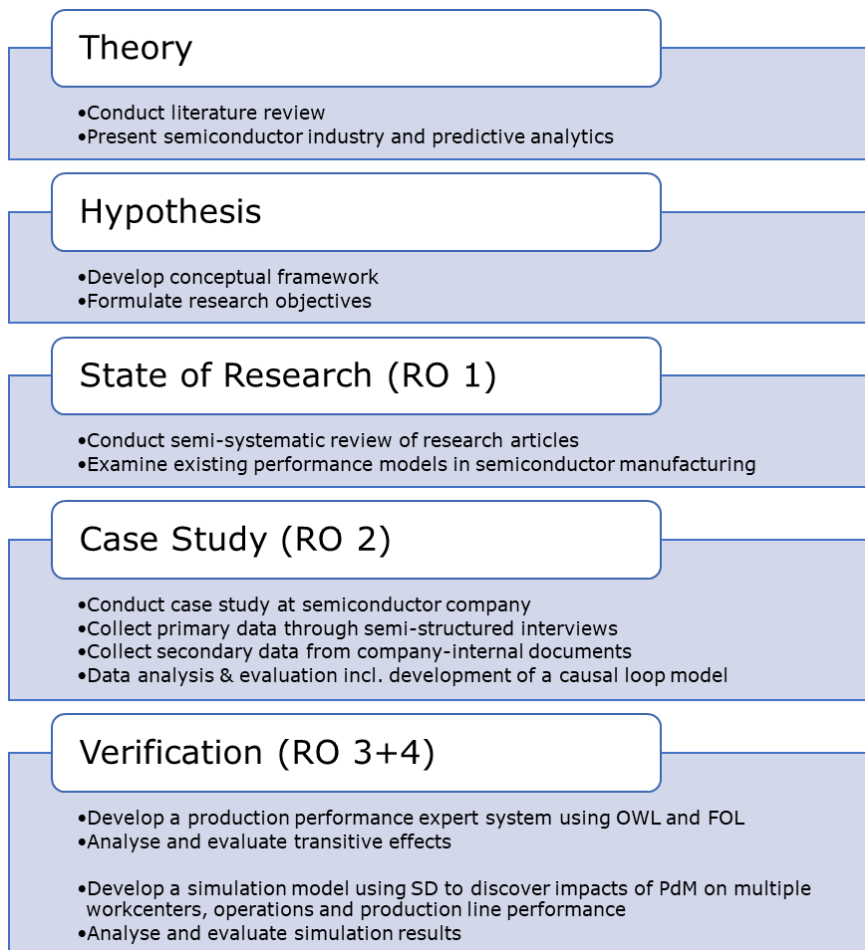 Theory
•Conduct literature review
•Present semiconductor industry and predictive analytics
Hypothesis
•Develop conceptual framework
•Formulate research objectives
State of Research (RO 1)
•Conduct semi-systematic review of research articles
•Examine existing performance models in semiconductor manufacturing
Case Study (RO 2)
•Conduct case study at semiconductor company
•Collect primary data through semi-structured interviews
•Collect secondary data from company-internal documents
•Data analysis & evaluation incl. development of a causal loop model
Verification (RO 3+4)
•Develop a production performance expert system using OWL and FOL
•Analyse and evaluate transitive effects
•Develop a simulation model using SD to discover impacts of PdM on multiple
workcenters, operations and production line performance
•Analyse and evaluate simulation results